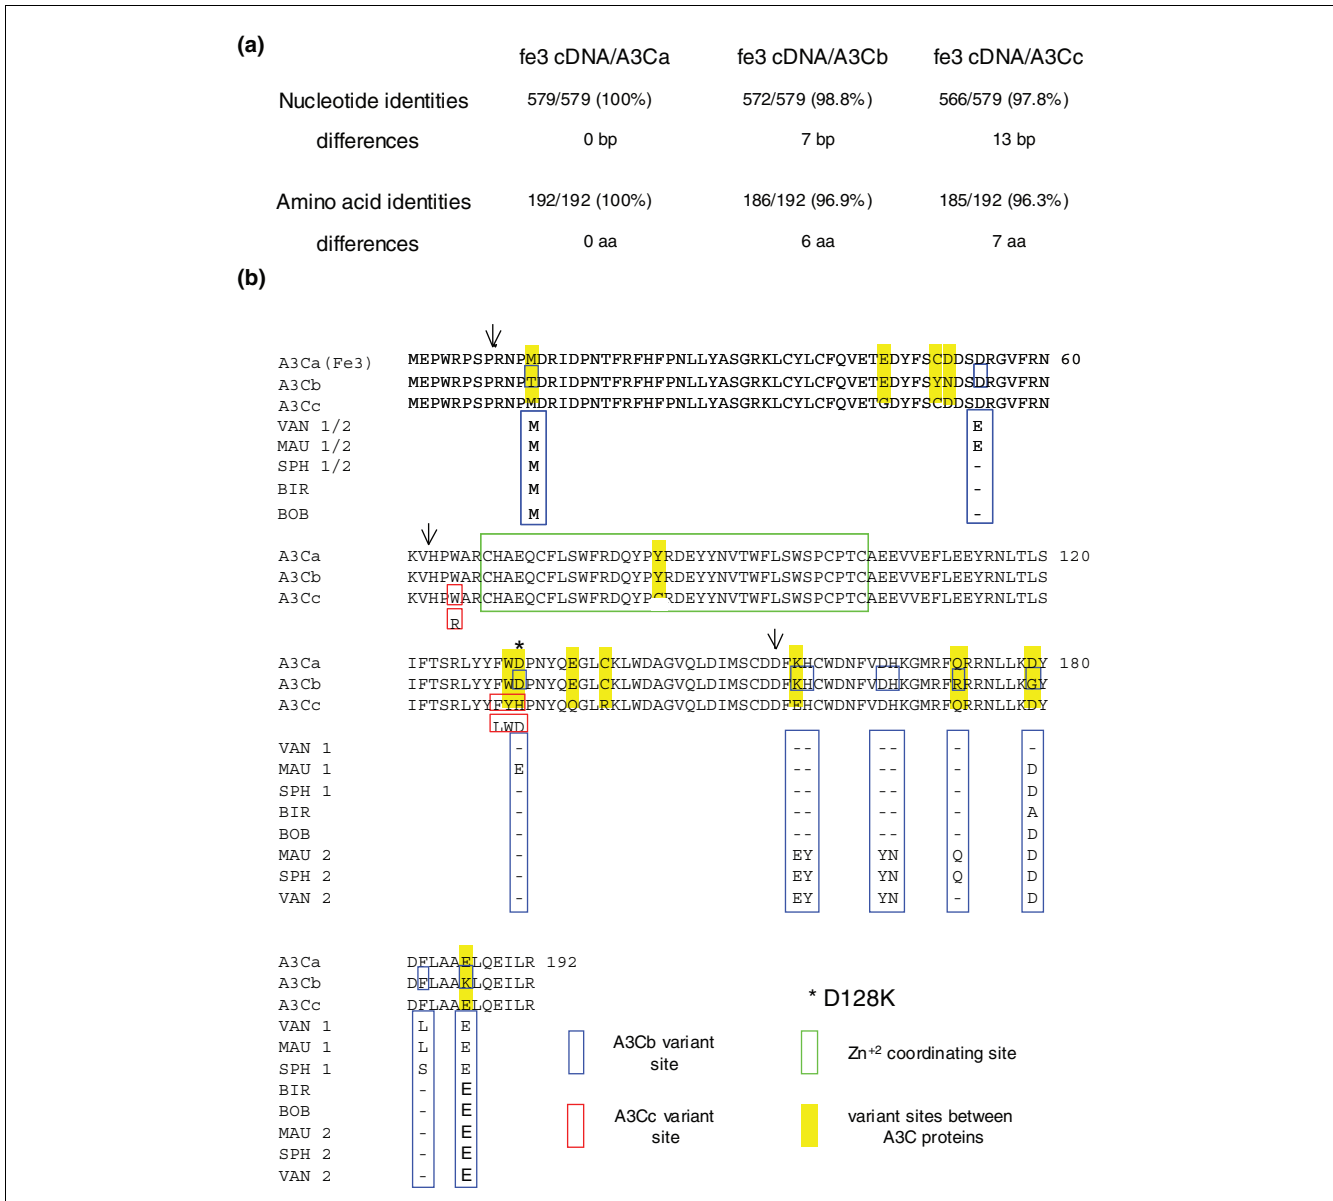 (a)
fe3 cDNA/A3Ca fe3 cDNA/A3Cb fe3 cDNA/A3Cc
Nucleotide identities 579/579 (100%) 572/579 (98.8%) 566/579 (97.8%)
differences 0 bp 7 bp 13 bp
Amino acid identities 192/192 (100%) 186/192 (96.9%) 185/192 (96.3%)
differences 0 aa 6 aa 7 aa
(b)
A3Ca(Fe3) MEPWRPSPRNPMDRIDPNTFRFHFPNLLYASGRKLCYLCFQVETEDYFSCDDSDRGVFRN 60
A3Cb MEPWRPSPRNPTDRIDPNTFRFHFPNLLYASGRKLCYLCFQVETEDYFSYNDSDRGVFRN
A3Cc MEPWRPSPRNPMDRIDPNTFRFHFPNLLYASGRKLCYLCFQVETGDYFSCDDSDRGVFRN
VAN 1/2 M E
MAU 1/2 M E
SPH 1/2 M -
BIR M -
BOB M -
A3Ca KVHPWARCHAEQCFLSWFRDQYPYRDEYYNVTWFLSWSPCPTCAEEVVEFLEEYRNLTLS 120
A3Cb KVHPWARCHAEQCFLSWFRDQYPYRDEYYNVTWFLSWSPCPTCAEEVVEFLEEYRNLTLS
A3Cc KVHPWARCHAEQCFLSWFRDQYPCRDEYYNVTWFLSWSPCPTCAEEVVEFLEEYRNLTLS
R
*
A3Ca IFTSRLYYFWDPNYQEGLCKLWDAGVQLDIMSCDDFKHCWDNFVDHKGMRFQRRNLLKDY 180
A3Cb IFTSRLYYFWDPNYQEGLCKLWDAGVQLDIMSCDDFKHCWDNFVDHKGMRFRRRNLLKGY
A3Cc IFTSRLYYFYHPNYQQGLRKLWDAGVQLDIMSCDDFEHCWDNFVDHKGMRFQRRNLLKDY
LWD
VAN 1 - -- -- - -
MAU 1 E -- -- - D
SPH 1 - -- -- - D
BIR - -- -- - A
BOB - -- -- - D
MAU 2 - EY YN Q D
SPH 2 - EY YN Q D
VAN 2 - EY YN - D
A3Ca DFLAAELQEILR 192
A3Cb DFLAAKLQEILR
A3Cc DFLAAELQEILR
VAN 1 L E
MAU 1 L E
SPH 1 S E
BIR - E
BOB - E
MAU 2 - E
SPH 2 - E
VAN 2 - E
* D128K
A3Cb variant
site
Zn+2 coordinating site
A3Cc variant
site
variant sites between
A3C proteins